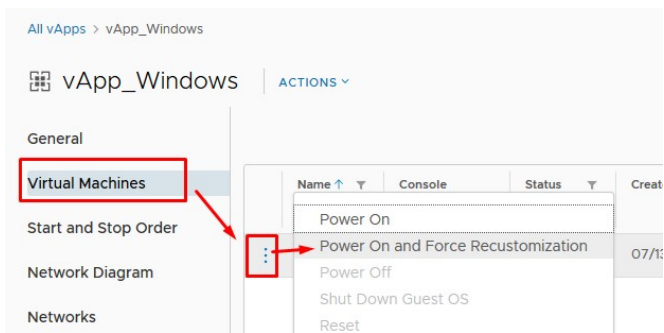 All vApps > vApp_Windows
vApp_Windows ACTIONS
General
Virtual Machines
Start and Stop Order
Network Diagram
Networks
Name ↑ Console Status
Power On
Power On and Force Recustomization 07/13
Power Off
Shut Down Guest OS
Reset